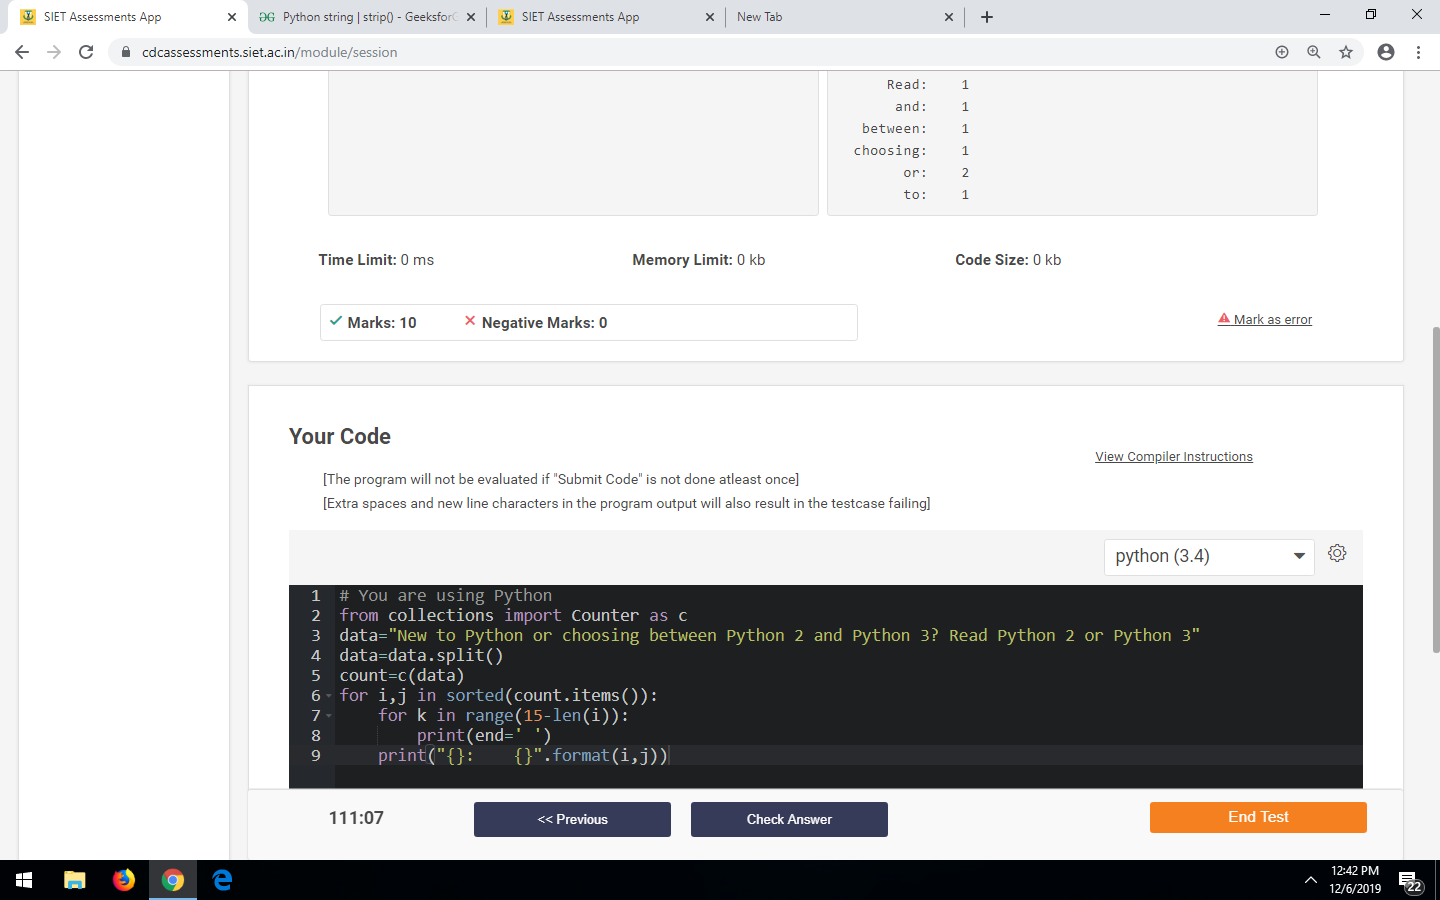 SIET Assessments App
Python string | strip() - GeeksforG
SIET Assessments App
New Tab
cdcassessments.siet.ac.in/module/session
Read: 1
and: 1
between: 1
choosing: 1
or: 2
to: 1
Time Limit: 0 ms
Memory Limit: 0 kb
Code Size: 0 kb
Marks: 10
Negative Marks: 0
Mark as error
Your Code
View Compiler Instructions
[The program will not be evaluated if "Submit Code" is not done atleast once]
[Extra spaces and new line characters in the program output will also result in the testcase failing]
python (3.4)
1 # You are using Python
2 from collections import Counter as c
3 data="New to Python or choosing between Python 2 and Python 3? Read Python 2 or Python 3"
4 data=data.split()
5 count=c(data)
6 for i,j in sorted(count.items()):
7     for k in range(15-len(i)):
8         print(end=' ')
9     print("{}:    {}".format(i,j))
111:07
<< Previous
Check Answer
End Test
12:42 PM
12/6/2019
22